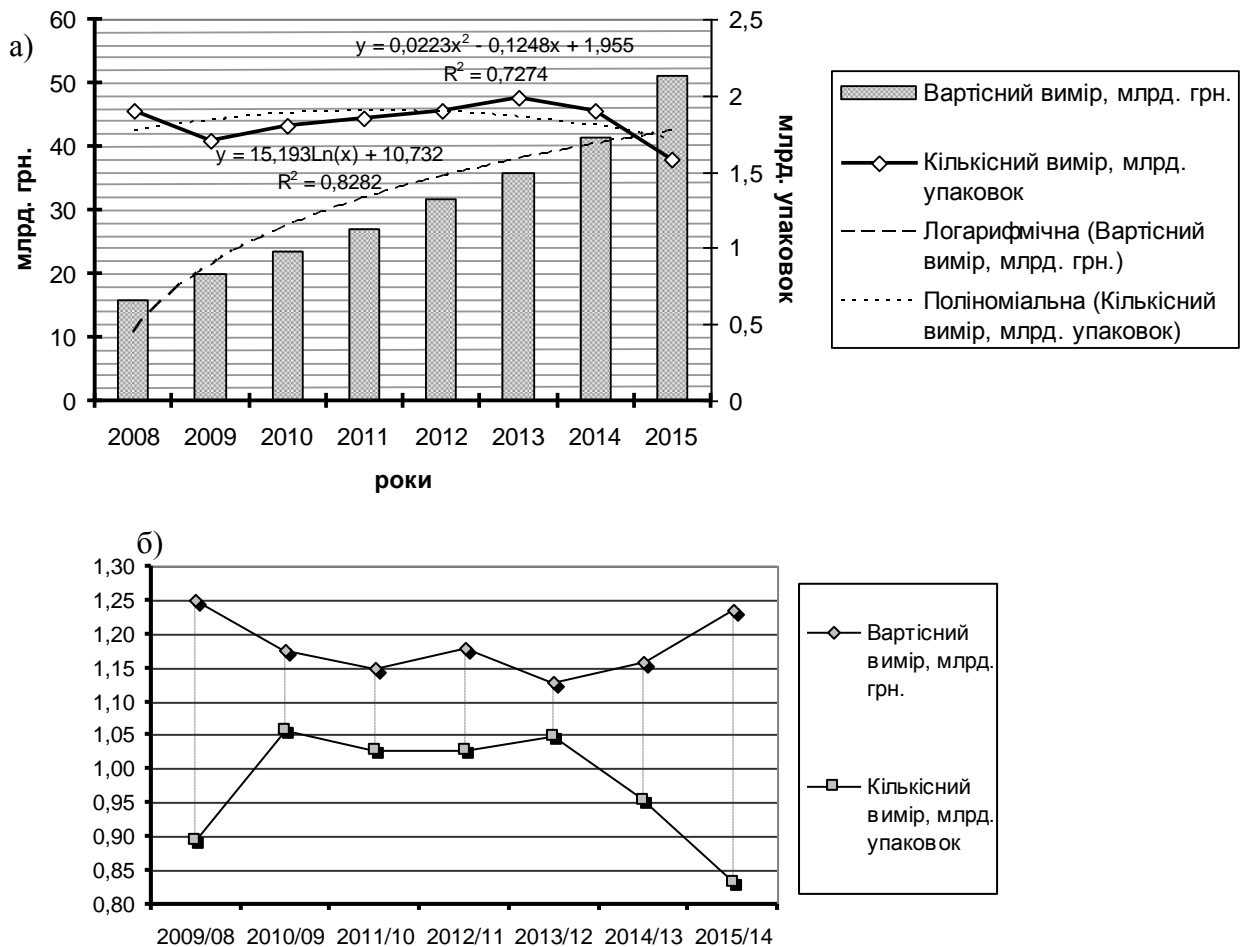 а)
60
50
40
30
20
10
0
млрд. грн.
y = 0,0223x² - 0,1248x + 1,955
R² = 0,7274
y = 15,193Ln(x) + 10,732
R² = 0,8282
2,5
2
1,5
1
0,5
0
млрд. упаковок
2008 2009 2010 2011 2012 2013 2014 2015
роки
Вартісний вимір, млрд. грн.
Кількісний вимір, млрд.
упаковок
Логарифмічна (Вартісний
вимір, млрд. грн.)
Поліноміальна (Кількісний
вимір, млрд. упаковок)
б)
1,30
1,25
1,20
1,15
1,10
1,05
1,00
0,95
0,90
0,85
0,80
2009/08 2010/09 2011/10 2012/11 2013/12 2014/13 2015/14
Вартісний
вимір, млрд.
грн.
Кількісний
вимір, млрд.
упаковок